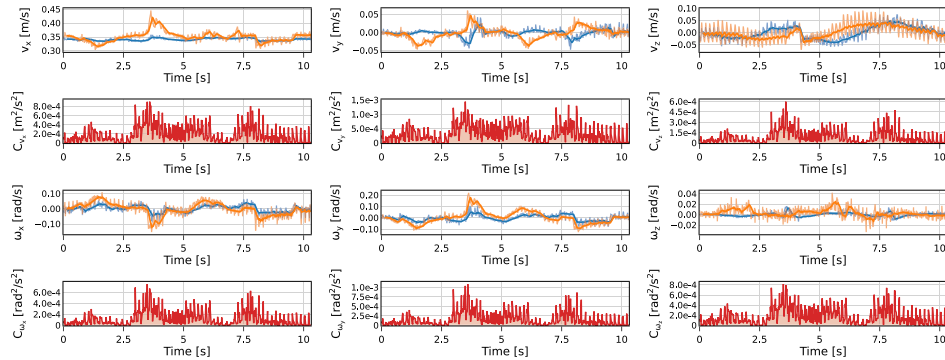 v_x [m/s] 0.45 0.40 0.35 0.30
0 2.5 5 7.5 10
Time [s]
v_y [m/s] 0.05 0.00 −0.05
0 2.5 5 7.5 10
Time [s]
v_z [m/s] 0.10 0.05 0.00 −0.05
0 2,5 5 7,5 10
Time [s]
C_{v_x} [m²/s²] 8.0e-4 6.0e-4 4.0e-4 2.0e-4 0
0 2.5 5 7.5 10
Time [s]
C_{v_y} [m²/s²] 1.5e-3 1.0e-3 5.0e-4 0
0 2.5 5 7.5 10
Time [s]
C_{v_z} [m²/s²] 6.0e-4 4.5e-4 3.0e-4 1.5e-4 0
0 2.5 5 7.5 10
Time [s]
ω_x [rad/s] 0.10 0.00 −0.10
0 2.5 5 7.5 10
Time [s]
ω_y [rad/s] 0.20 0.10 0.00 −0.10
0 2.5 5 7.5 10
Time [s]
ω_z [rad/s] 0.04 0.02 0.00 −0.02
0 2.5 5 7.5 10
Time [s]
C_{ω_x} [rad²/s²] 6.0e-4 4.0e-4 2.0e-4 0
0 2.5 5 7.5 10
Time [s]
C_{ω_y} [rad²/s²] 1.0e-3 7.5e-4 5.0e-4 2.5e-4 0
0 2.5 5 7.5 10
Time [s]
C_{ω_z} [rad²/s²] 8.0e-4 6.0e-4 4.0e-4 2.0e-4 0
0 2.5 5 7.5 10
Time [s]